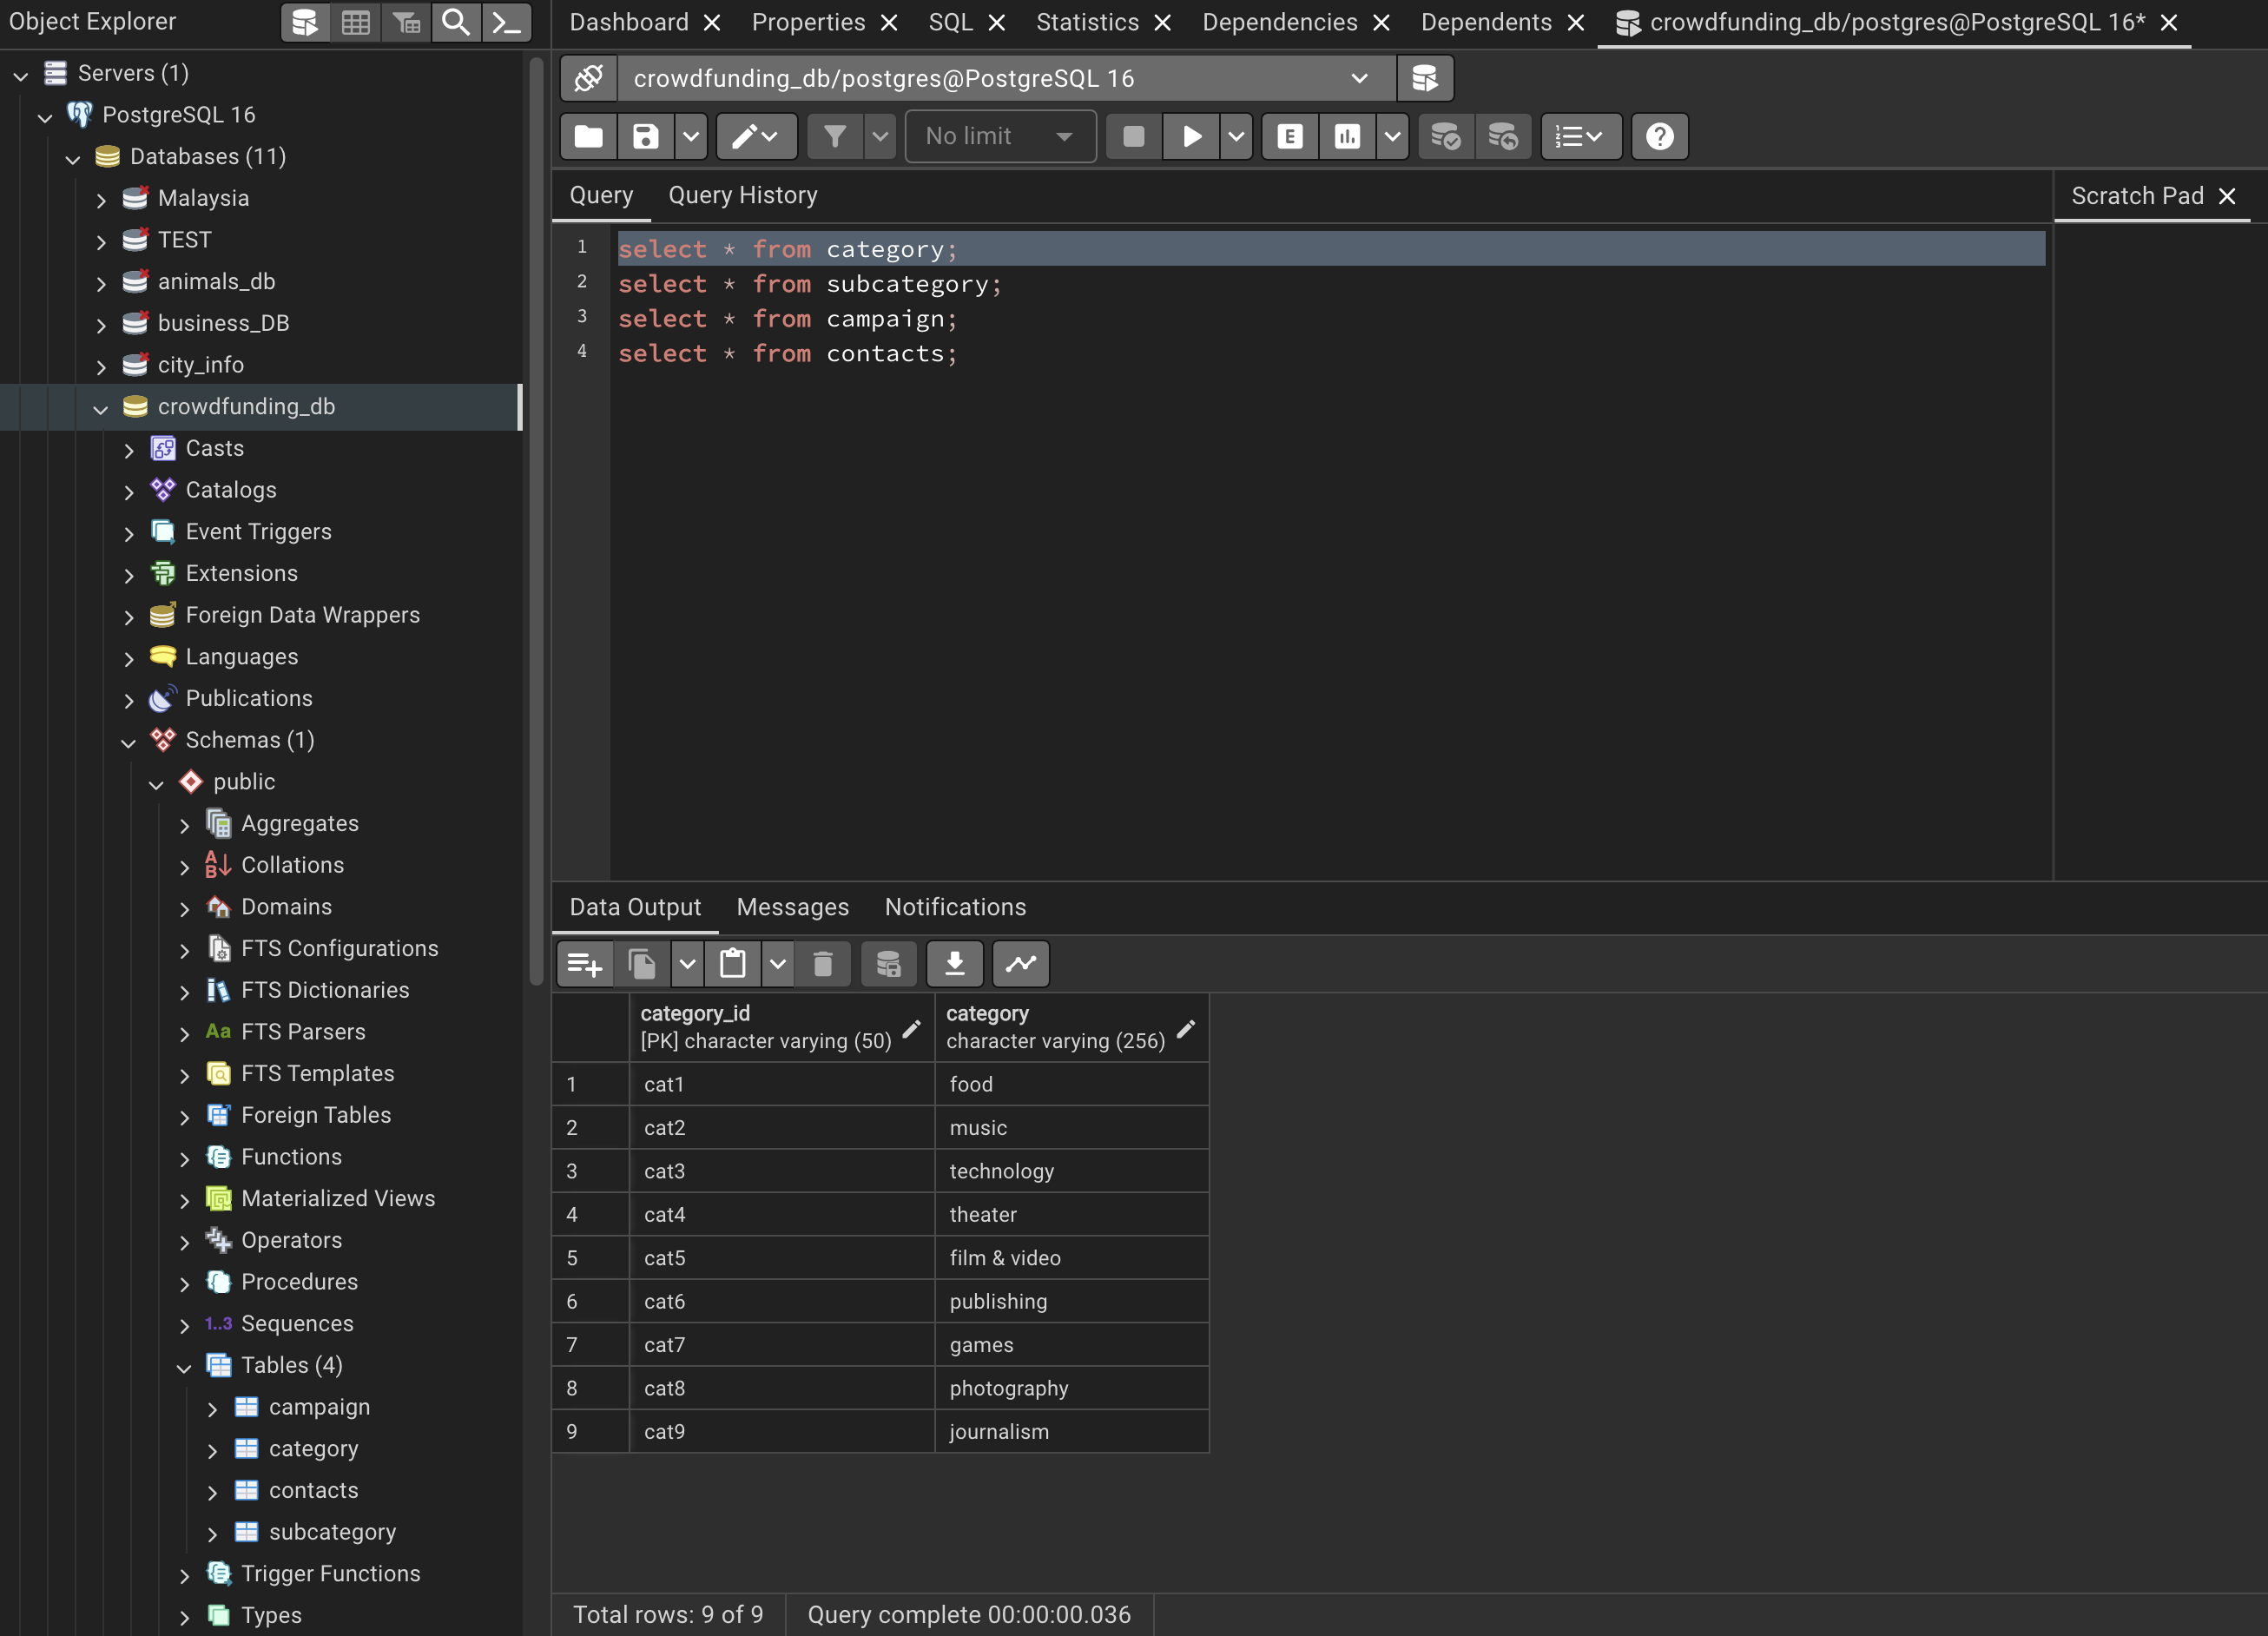 Object Explorer
Servers (1)
PostgreSQL 16
Databases (11)
Malaysia
TEST
animals_db
business_DB
city_info
crowdfunding_db
Casts
Catalogs
Event Triggers
Extensions
Foreign Data Wrappers
Languages
Publications
Schemas (1)
public
Aggregates
Collations
Domains
FTS Configurations
FTS Dictionaries
Aa FTS Parsers
FTS Templates
Foreign Tables
Functions
Materialized Views
Operators
Procedures
1..3 Sequences
Tables (4)
campaign
category
contacts
subcategory
Trigger Functions
Types
Dashboard Properties SQL Statistics Dependencies Dependents crowdfunding_db/postgres@PostgreSQL 16*
crowdfunding_db/postgres@PostgreSQL 16
No limit E
Query Query History
Scratch Pad
1 select * from category;
2 select * from subcategory;
3 select * from campaign;
4 select * from contacts;
Data Output Messages Notifications
category_id category
[PK] character varying (50) character varying (256)
1 cat1 food
2 cat2 music
3 cat3 technology
4 cat4 theater
5 cat5 film & video
6 cat6 publishing
7 cat7 games
8 cat8 photography
9 cat9 journalism
Total rows: 9 of 9 Query complete 00:00:00.036